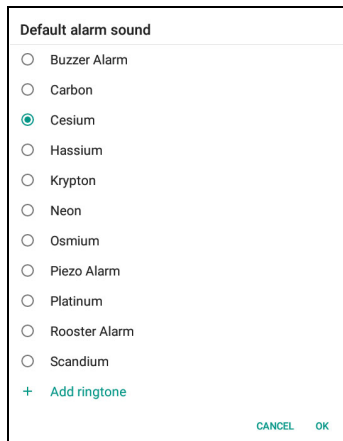 Default alarm sound
Buzzer Alarm
Carbon
Cesium
Hassium
Krypton
Neon
Osmium
Piezo Alarm
Platinum
Rooster Alarm
Scandium
+ Add ringtone
CANCEL OK